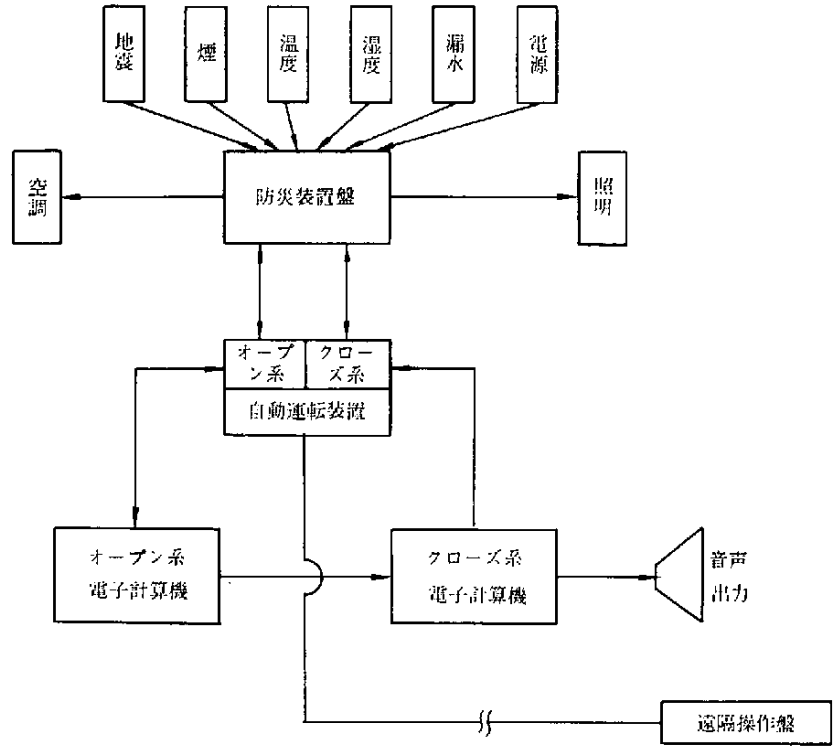 地震
煙
温度
湿度
漏水
電源
空調
防災装置盤
照明
オープ
ン系
クロー
ズ系
自動運転装置
オープン系
電子計算機
クローズ系
電子計算機
音声
出力
遠隔操作盤